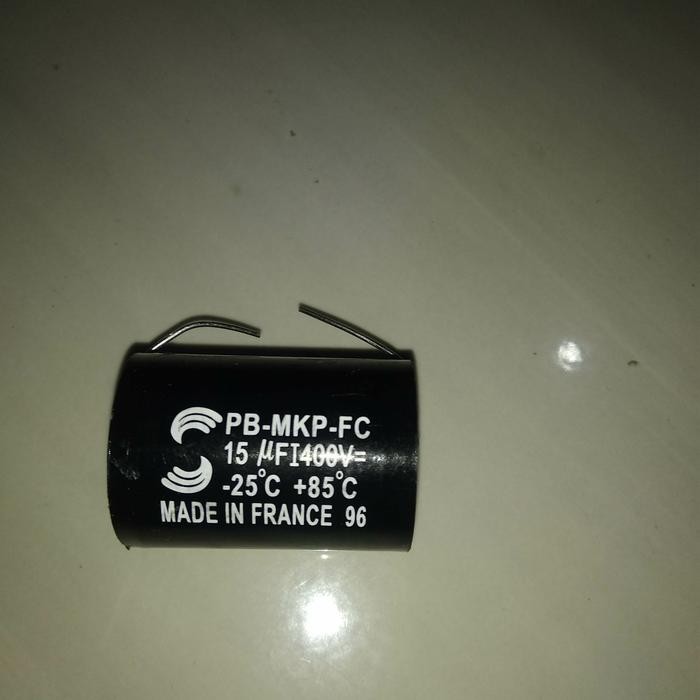 PB-MKP-FC
15 µFI400V=
-25°C +85°C
MADE IN FRANCE 96